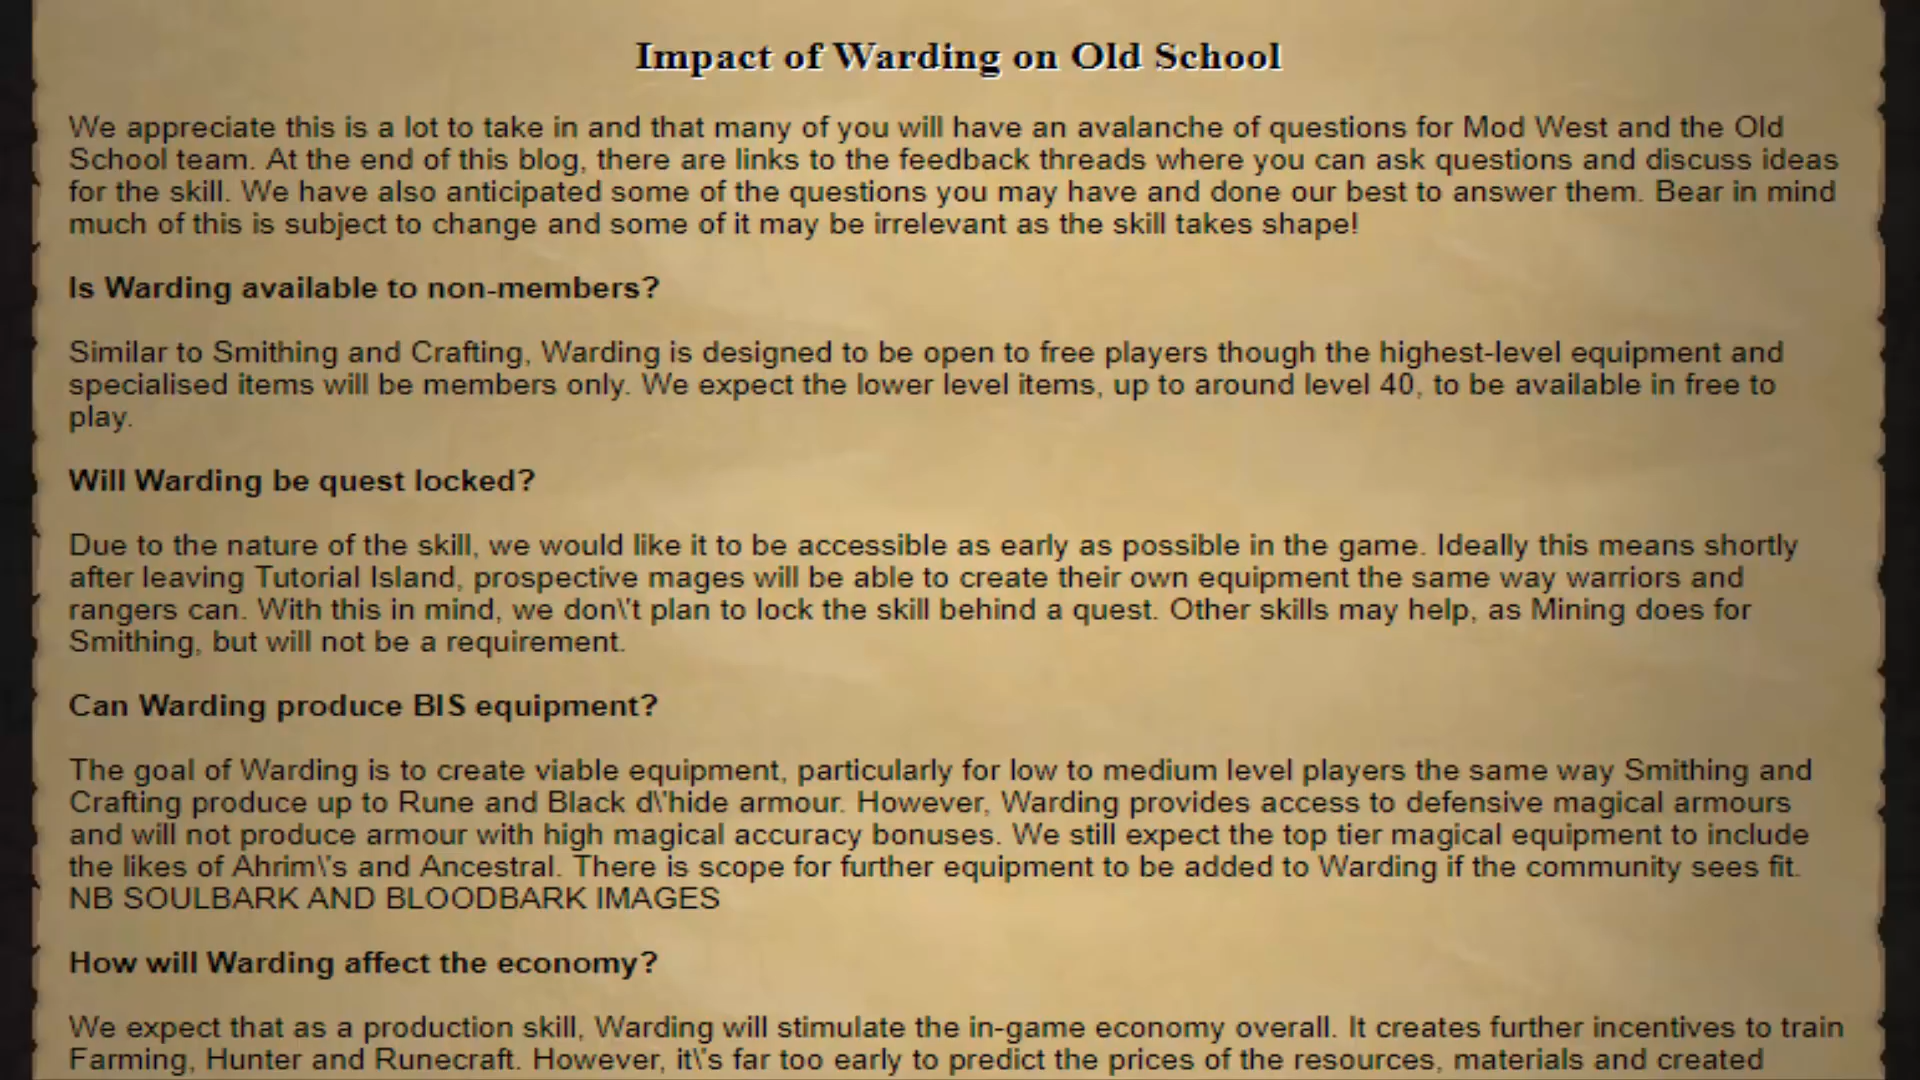 Impact of Warding on Old School
We appreciate this is a lot to take in and that many of you will have an avalanche of questions for Mod West and the Old
School team. At the end of this blog, there are links to the feedback threads where you can ask questions and discuss ideas
for the skill. We have also anticipated some of the questions you may have and done our best to answer them. Bear in mind
much of this is subject to change and some of it may be irrelevant as the skill takes shape!
Is Warding available to non-members?
Similar to Smithing and Crafting, Warding is designed to be open to free players though the highest-level equipment and
specialised items will be members only. We expect the lower level items, up to around level 40, to be available in free to
play.
Will Warding be quest locked?
Due to the nature of the skill, we would like it to be accessible as early as possible in the game. Ideally this means shortly
after leaving Tutorial Island, prospective mages will be able to create their own equipment the same way warriors and
rangers can. With this in mind, we don\'t plan to lock the skill behind a quest. Other skills may help, as Mining does for
Smithing, but will not be a requirement.
Can Warding produce BIS equipment?
The goal of Warding is to create viable equipment, particularly for low to medium level players the same way Smithing and
Crafting produce up to Rune and Black d\'hide armour. However, Warding provides access to defensive magical armours
and will not produce armour with high magical accuracy bonuses. We still expect the top tier magical equipment to include
the likes of Ahrim\'s and Ancestral. There is scope for further equipment to be added to Warding if the community sees fit.
NB SOULBARK AND BLOODBARK IMAGES
How will Warding affect the economy?
We expect that as a production skill, Warding will stimulate the in-game economy overall. It creates further incentives to train
Farming, Hunter and Runecraft. However, it\'s far too early to predict the prices of the resources, materials and created